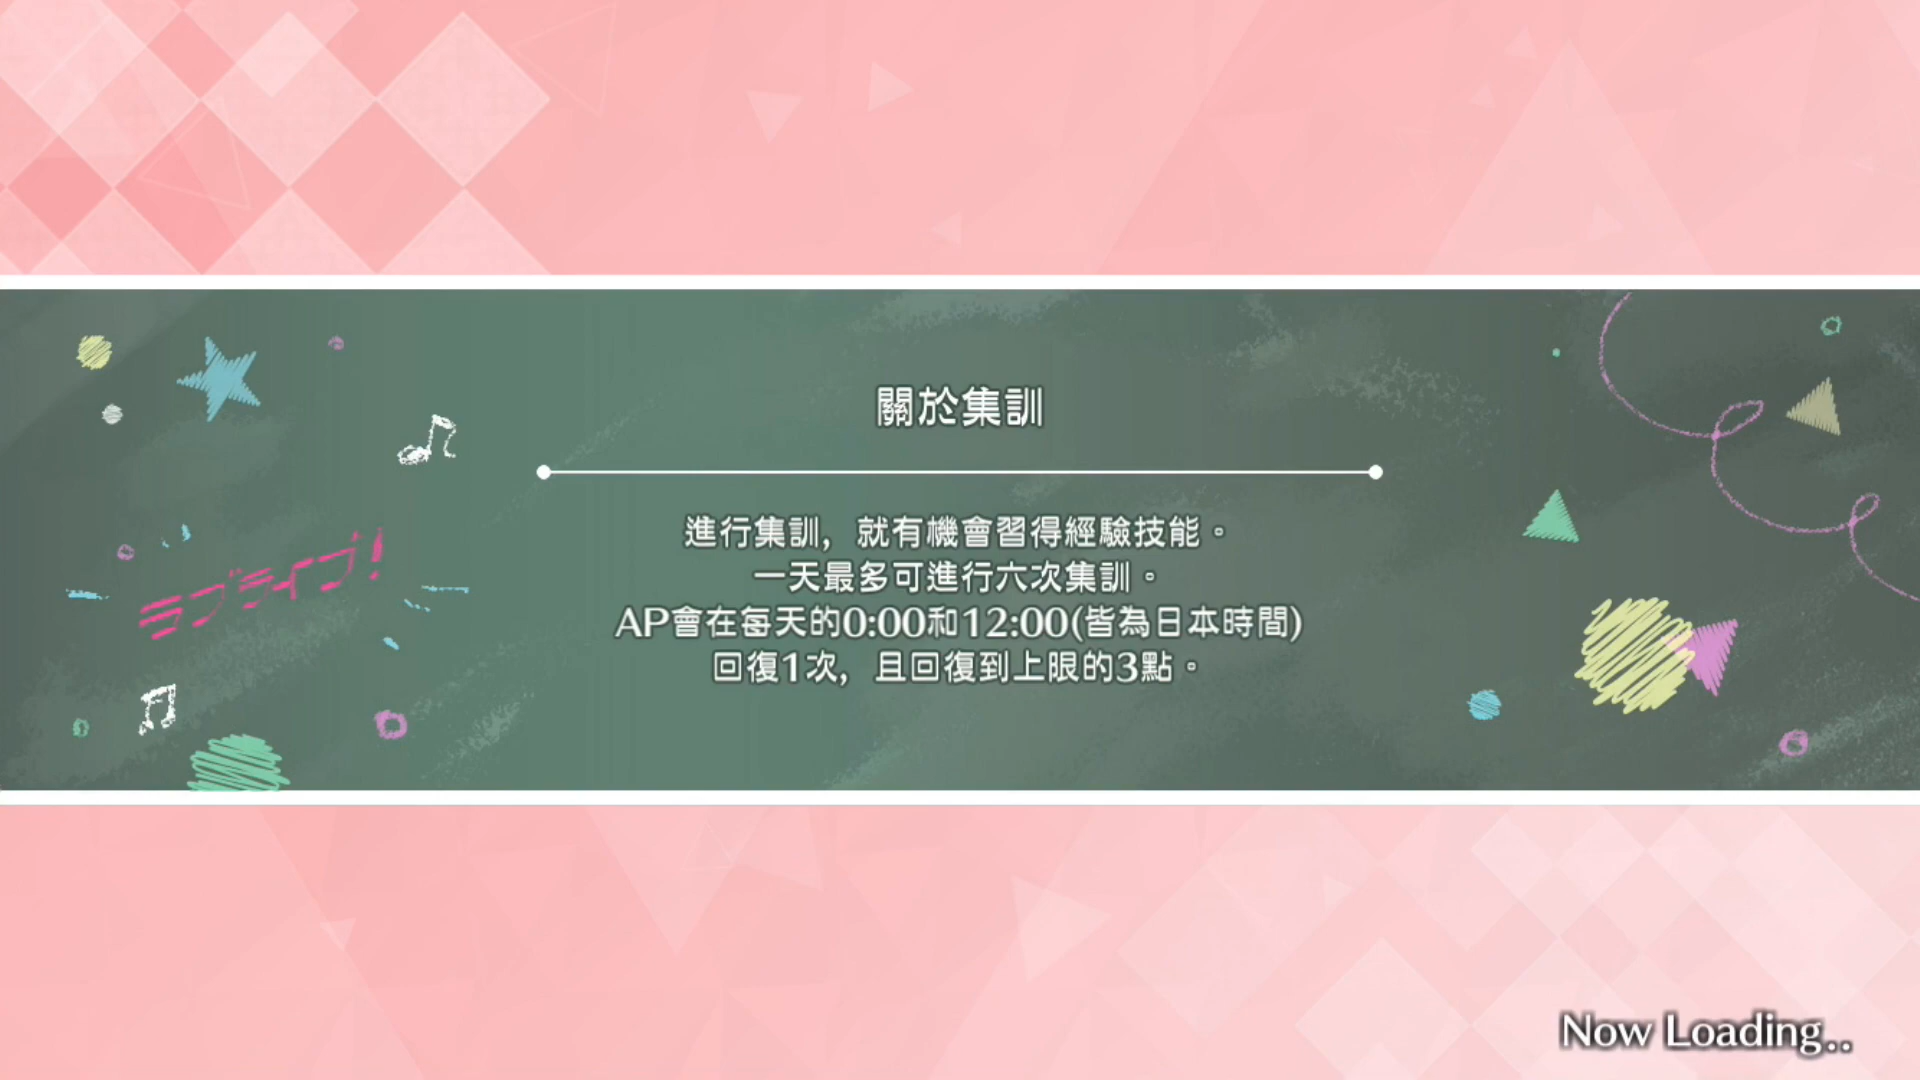 關於集訓
進行集訓，就有機會習得經驗技能。
一天最多可進行六次集訓。
AP會在每天的0:00和12:00(皆為日本時間)
回復1次，且回復到上眼的3點。
ラブライブ!
Now Loading..